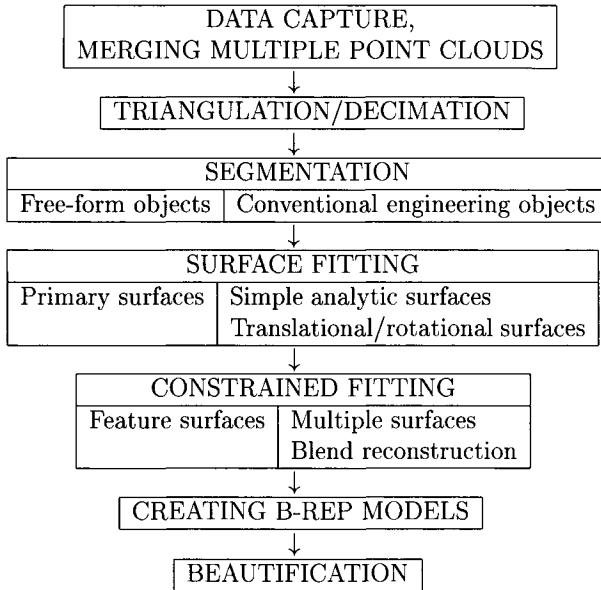 DATA CAPTURE,
MERGING MULTIPLE POINT CLOUDS
↓
TRIANGULATION/DECIMATION
↓
SEGMENTATION
Free-form objects Conventional engineering objects
↓
SURFACE FITTING
Primary surfaces Simple analytic surfaces
Translational/rotational surfaces
↓
CONSTRAINED FITTING
Feature surfaces Multiple surfaces
Blend reconstruction
↓
CREATING B-REP MODELS
↓
BEAUTIFICATION